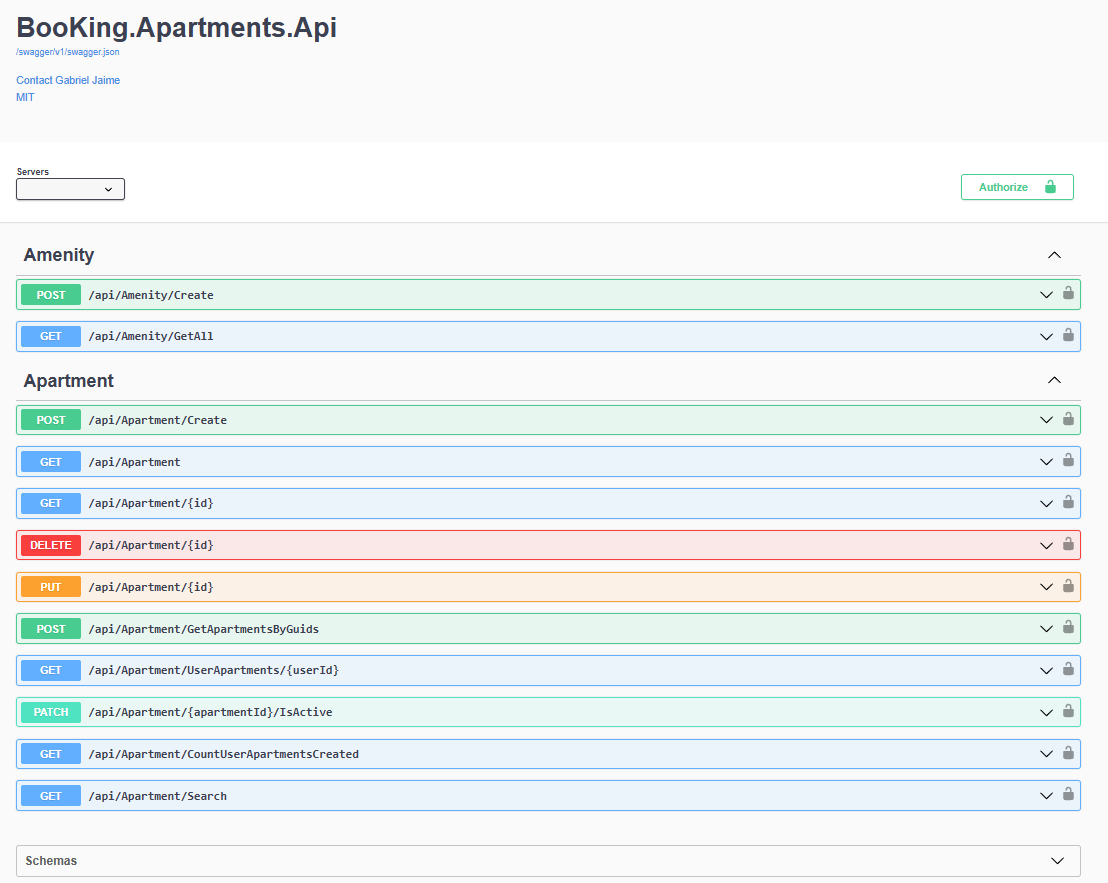 BooKing.Apartments.Api
/swagger/v1/swagger.json
Contact Gabriel Jaime
MIT
Servers
Authorize
Amenity
POST /api/Amenity/Create
GET /api/Amenity/GetAll
Apartment
POST /api/Apartment/Create
GET /api/Apartment
GET /api/Apartment/{id}
DELETE /api/Apartment/{id}
PUT /api/Apartment/{id}
POST /api/Apartment/GetApartmentsByGuids
GET /api/Apartment/UserApartments/{userId}
PATCH /api/Apartment/{apartmentId}/IsActive
GET /api/Apartment/CountUserApartmentsCreated
GET /api/Apartment/Search
Schemas